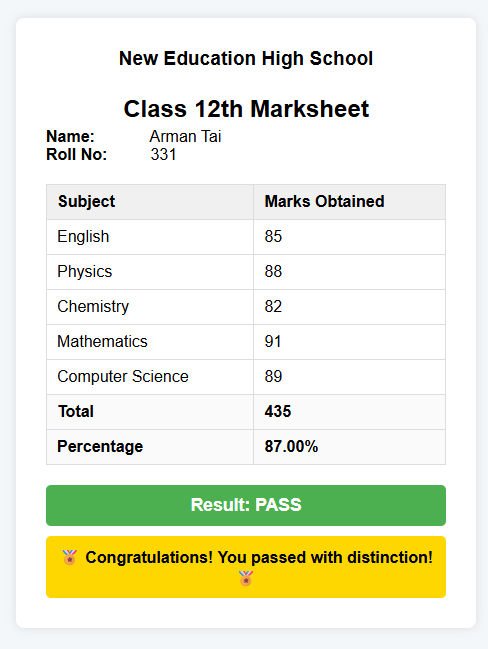 New Education High School
Class 12th Marksheet
Name: Arman Tai
Roll No: 331
Subject Marks Obtained
English 85
Physics 88
Chemistry 82
Mathematics 91
Computer Science 89
Total 435
Percentage 87.00%
Result: PASS
🏅 Congratulations! You passed with distinction!
🏅